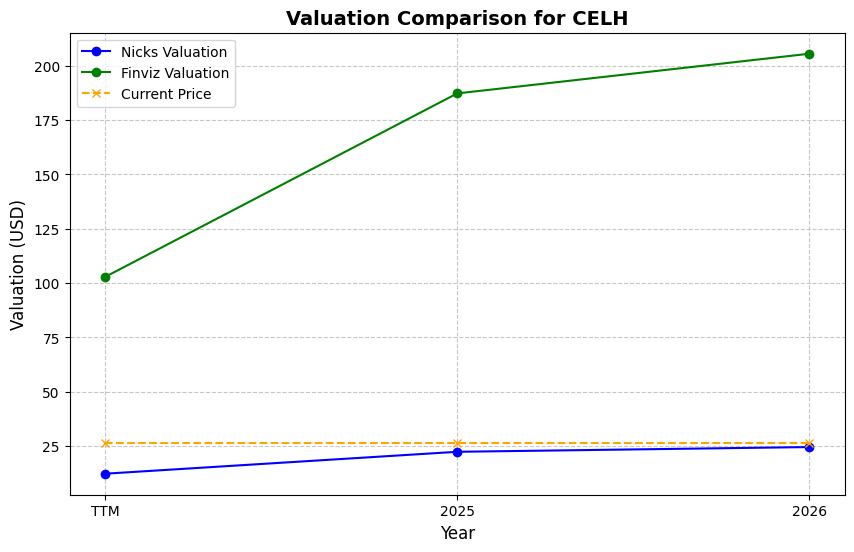 Valuation Comparison for CELH
Nicks Valuation
Finviz Valuation
Current Price
Valuation (USD)
200
175
150
125
100
75
50
25
TTM
2025
2026
Year